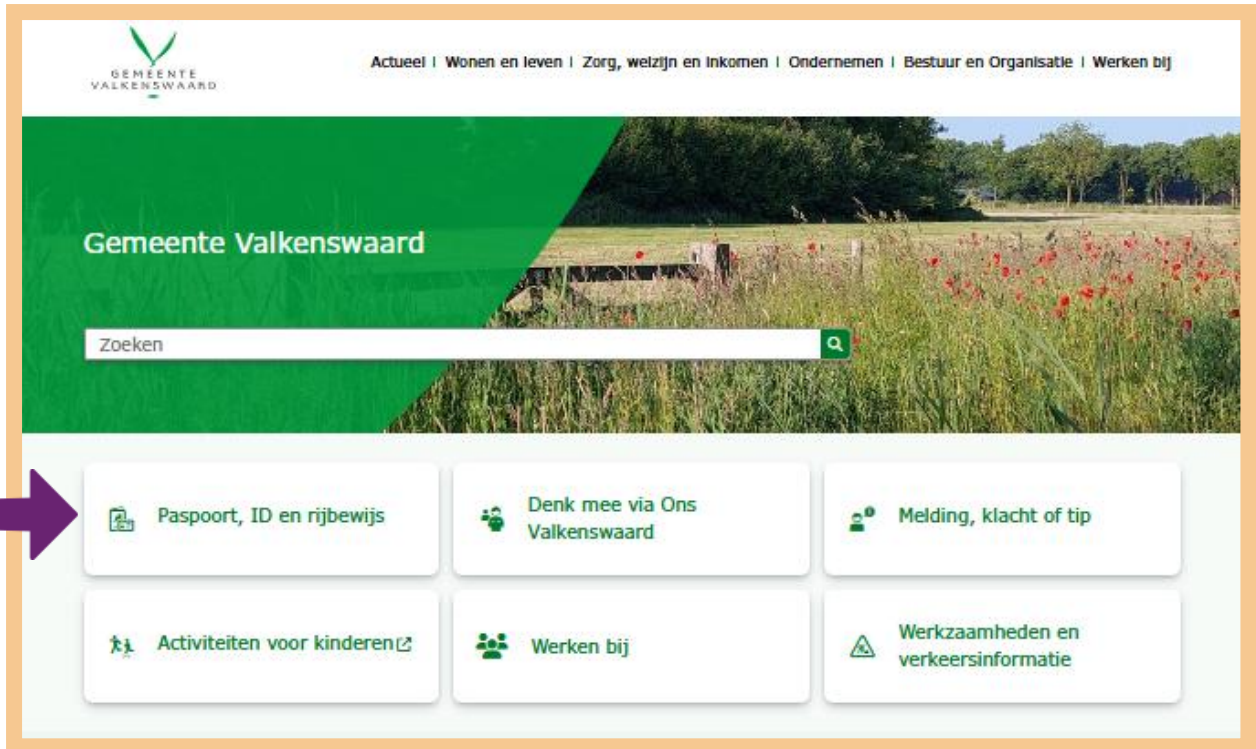 GEMEENTE
VALKENSWAARD
Actueel | Wonen en leven | Zorg, welzijn en inkomen | Ondernemen | Bestuur en Organisatie | Werken bij
Gemeente Valkenswaard
Zoeken
Paspoort, ID en rijbewijs
Denk mee via Ons
Valkenswaard
Melding, klacht of tip
Activiteiten voor kinderen
Werken bij
Werkzaamheden en
verkeersinformatie